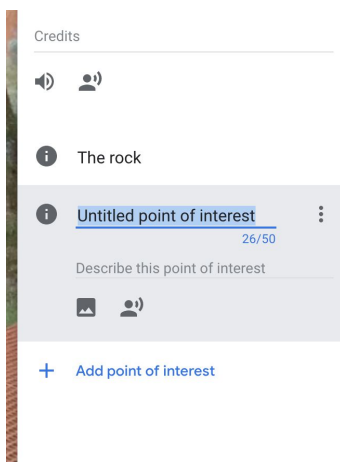 Credits
The rock
Untitled point of interest
26/50
Describe this point of interest
Add point of interest